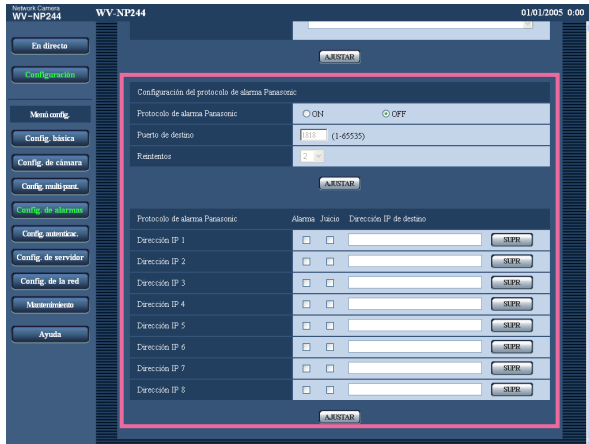 Network Camera
WV-NP244
WV-NP244
01/01/2005 0:00
En directo
Configuración
Menú config.
Config. básica
Config. de cámara
Config. multi-pant.
Config. de alarmas
Config. autenticac.
Config. de servidor
Config. de la red
Mantenimiento
Ayuda
AJUSTAR
Configuración del protocolo de alarma Panasonic
Protocolo de alarma Panasonic ON OFF
Puerto de destino 1818 (1-65535)
Reintentos 2
AJUSTAR
Protocolo de alarma Panasonic Alarma Juicio Dirección IP de destino
Dirección IP 1 SUPR
Dirección IP 2 SUPR
Dirección IP 3 SUPR
Dirección IP 4 SUPR
Dirección IP 5 SUPR
Dirección IP 6 SUPR
Dirección IP 7 SUPR
Dirección IP 8 SUPR
AJUSTAR